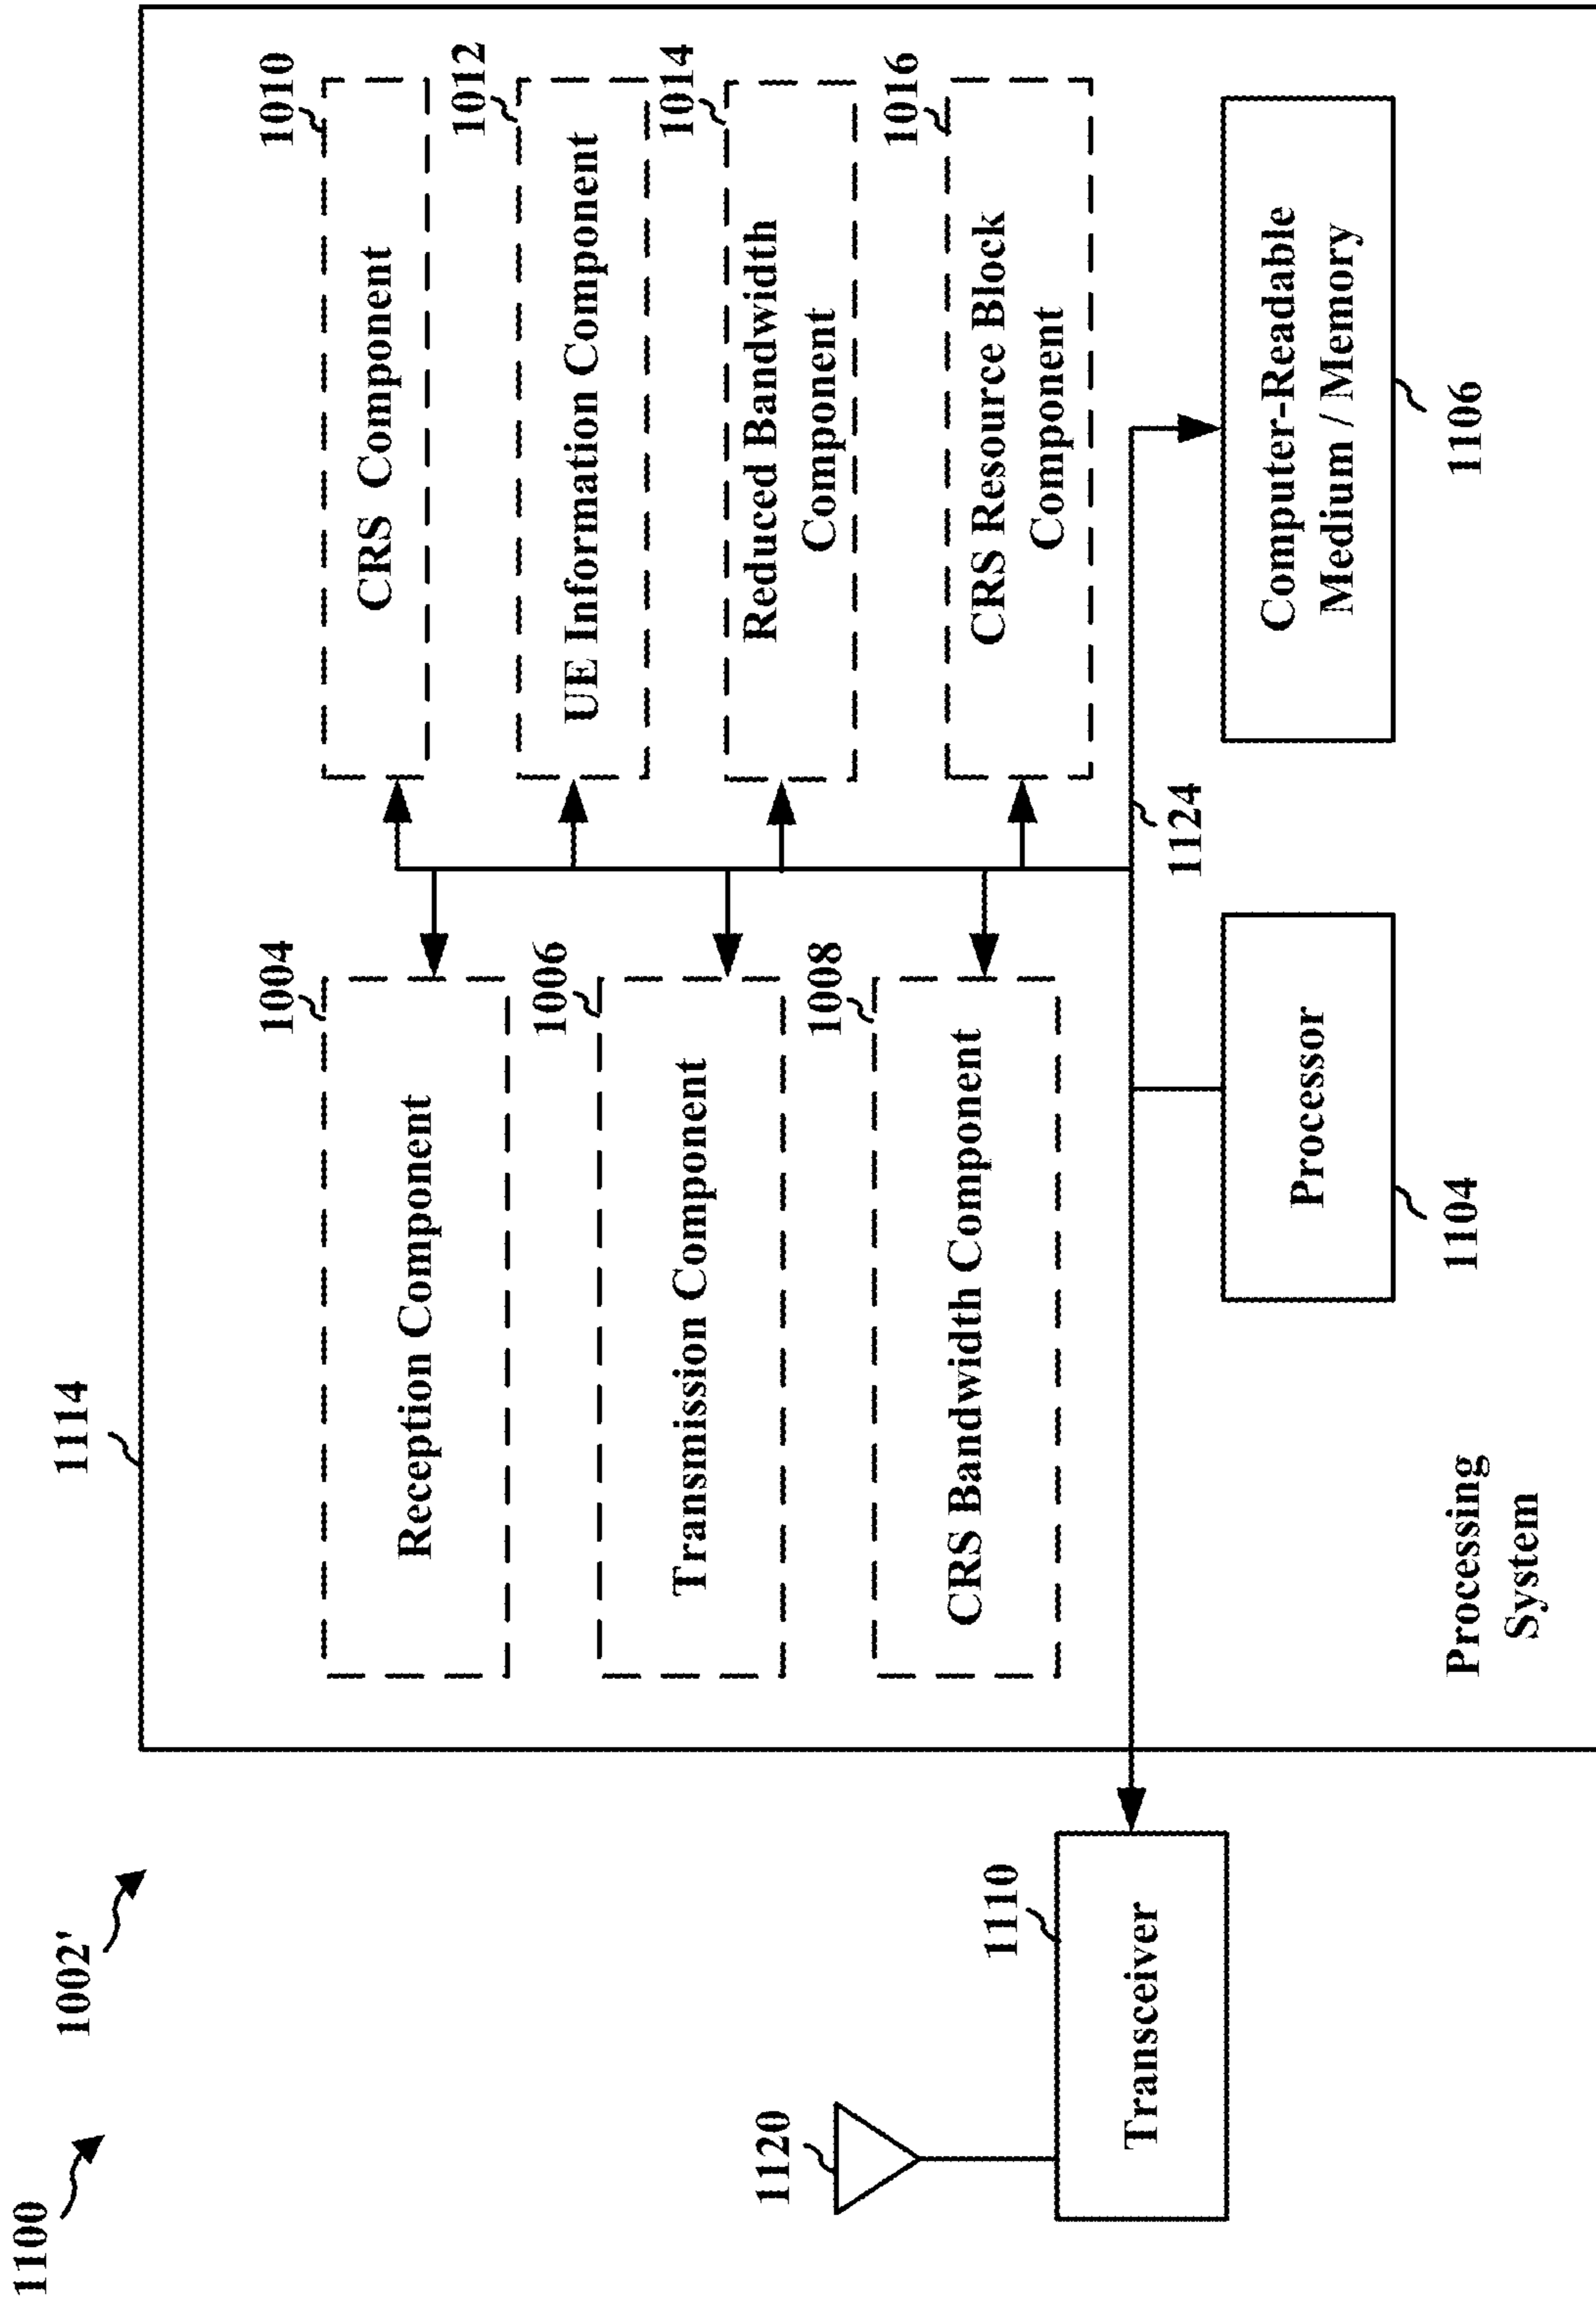 1100
1002'
1114
1004
Reception Component
1006
Transmission Component
1008
CRS Bandwidth Component
1010
CRS Component
1012
UE Information Component
1014
Reduced Bandwidth
Component
1016
CRS Resource Block
Component
1120
1110
Transceiver
1124
Processor
1104
Computer-Readable
Medium / Memory
1106
Processing
System